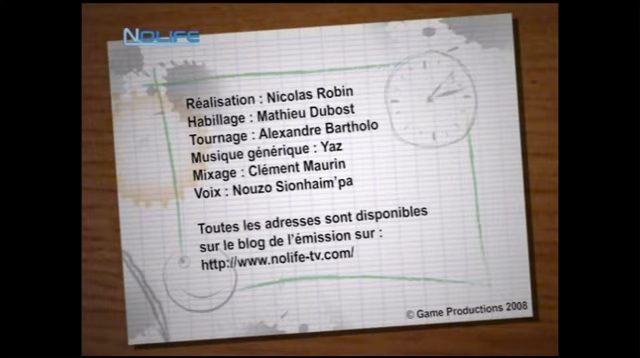 NOLIFE
Réalisation : Nicolas Robin
Habillage : Mathieu Dubost
Tournage : Alexandre Bartholo
Musique générique : Yaz
Mixage : Clément Maurin
Voix : Nouzo Sionhaim'pa
Toutes les adresses sont disponibles
sur le blog de l'émission sur :
http://www.nolife-tv.com/
© Game Productions 2008